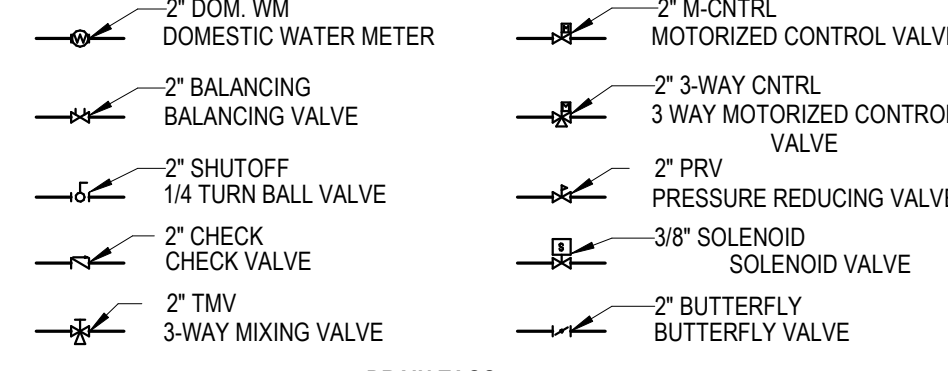 2" DOM. WM
DOMESTIC WATER METER
2" BALANCING
BALANCING VALVE
2" SHUTOFF
1/4 TURN BALL VALVE
2" CHECK
CHECK VALVE
2" TMV
3-WAY MIXING VALVE
2" M-CNTRL
MOTORIZED CONTROL VALVE
2" 3-WAY CNTRL
3 WAY MOTORIZED CONTROL
VALVE
2" PRV
PRESSURE REDUCING VALVE
3/8" SOLENOID
SOLENOID VALVE
2" BUTTERFLY
BUTTERFLY VALVE
W
M
M
S